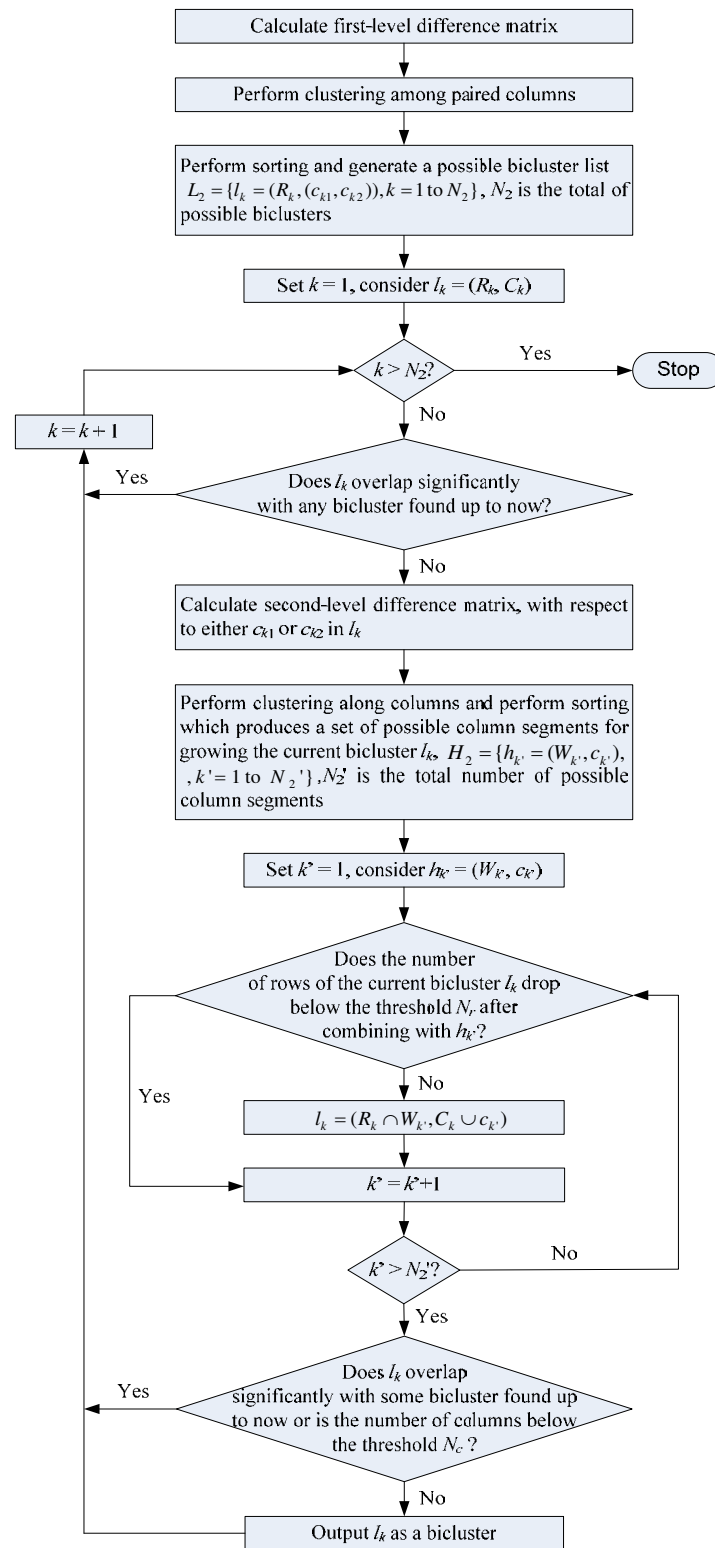 Calculate first-level difference matrix
Perform clustering among paired columns
Perform sorting and generate a possible bicluster list
L₂ = {lₖ = (Rₖ, (cₖ₁, cₖ₂)), k = 1 to N₂}, N₂ is the total of
possible biclusters
Set k = 1, consider lₖ = (Rₖ, Cₖ)
k > N₂?
Yes
Stop
No
k = k + 1
Does lₖ overlap significantly
with any bicluster found up to now?
Yes
No
Calculate second-level difference matrix, with respect
to either cₖ₁ or cₖ₂ in lₖ
Perform clustering along columns and perform sorting
which produces a set of possible column segments for
growing the current bicluster lₖ, H₂ = {hₖ' = (Wₖ', cₖ'),
, k' = 1 to N₂'}, N₂' is the total number of possible
column segments
Set k' = 1, consider hₖ' = (Wₖ', cₖ')
Does the number
of rows of the current bicluster lₖ drop
below the threshold Nᵣ after
combining with hₖ'?
Yes
No
lₖ = (Rₖ ∩ Wₖ', Cₖ ∪ cₖ')
k' = k'+1
k' > N₂'?
No
Yes
Does lₖ overlap
significantly with some bicluster found up
to now or is the number of columns below
the threshold N_c ?
Yes
No
Output lₖ as a bicluster